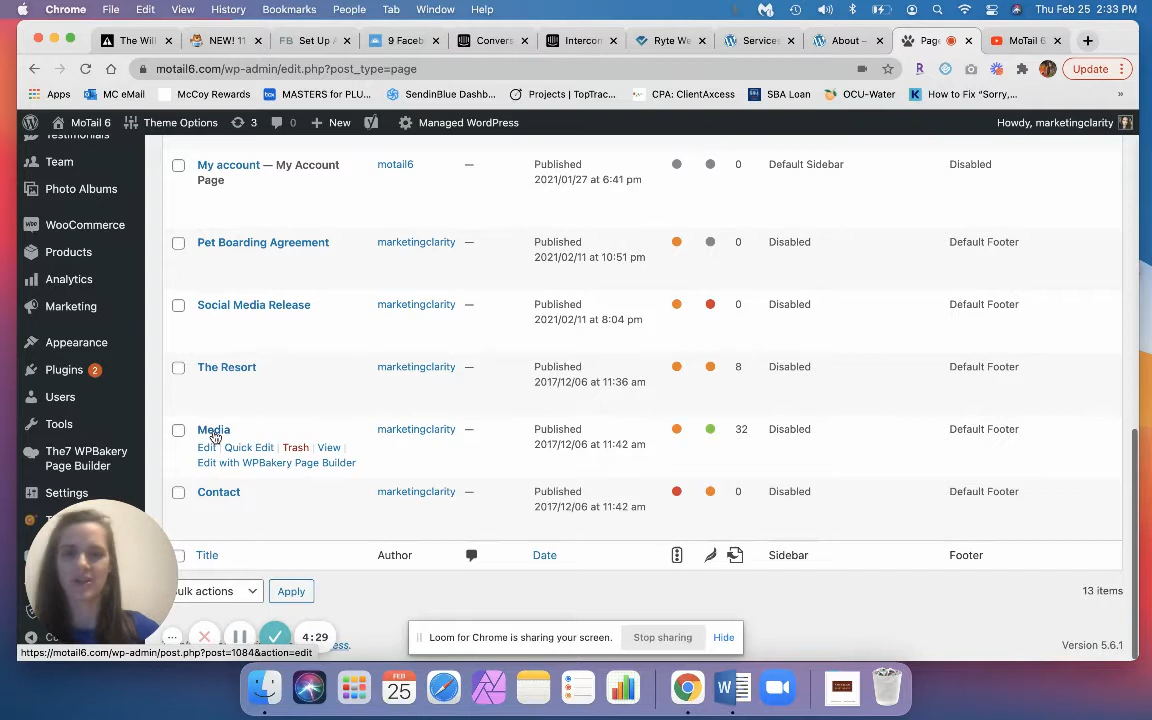 Chrome File Edit View History Bookmarks People Tab Window Help Thu Feb 25 2:33 PM
The Will NEW! 11 Set Up 9 Faceb Convers Intercon Ryte We Services About – Page MoTail 6
motail6.com/wp-admin/edit.php?post_type=page Update
Apps MC eMail McCoy Rewards MASTERS for PLU... SendinBlue Dashb... Projects | TopTrac... CPA: ClientAxcess SBA Loan OCU-Water How to Fix “Sorry,... »
MoTail 6 Theme Options 3 0 New Managed WordPress Howdy, marketingclarity
Testimonials
Team
Photo Albums
WooCommerce
Products
Analytics
Marketing
Appearance
Plugins 2
Users
Tools
The7 WPBakery
Page Builder
Settings
My account — My Account motail6 — Published 0 Default Sidebar Disabled
Page 2021/01/27 at 6:41 pm
Pet Boarding Agreement marketingclarity — Published 0 Disabled Default Footer
2021/02/11 at 10:51 pm
Social Media Release marketingclarity — Published 0 Disabled Default Footer
2021/02/11 at 8:04 pm
The Resort marketingclarity — Published 8 Disabled Default Footer
2017/12/06 at 11:36 am
Media marketingclarity — Published 32 Disabled Default Footer
Edit | Quick Edit | Trash | View | 2017/12/06 at 11:42 am
Edit with WPBakery Page Builder
Contact marketingclarity — Published 0 Disabled Default Footer
2017/12/06 at 11:42 am
Title Author Date Sidebar Footer
ulk actions Apply 13 items
4:29 Loom for Chrome is sharing your screen. Stop sharing Hide
ss. Version 5.6.1
https://motail6.com/wp-admin/post.php?post=1084&action=edit
FEB
25